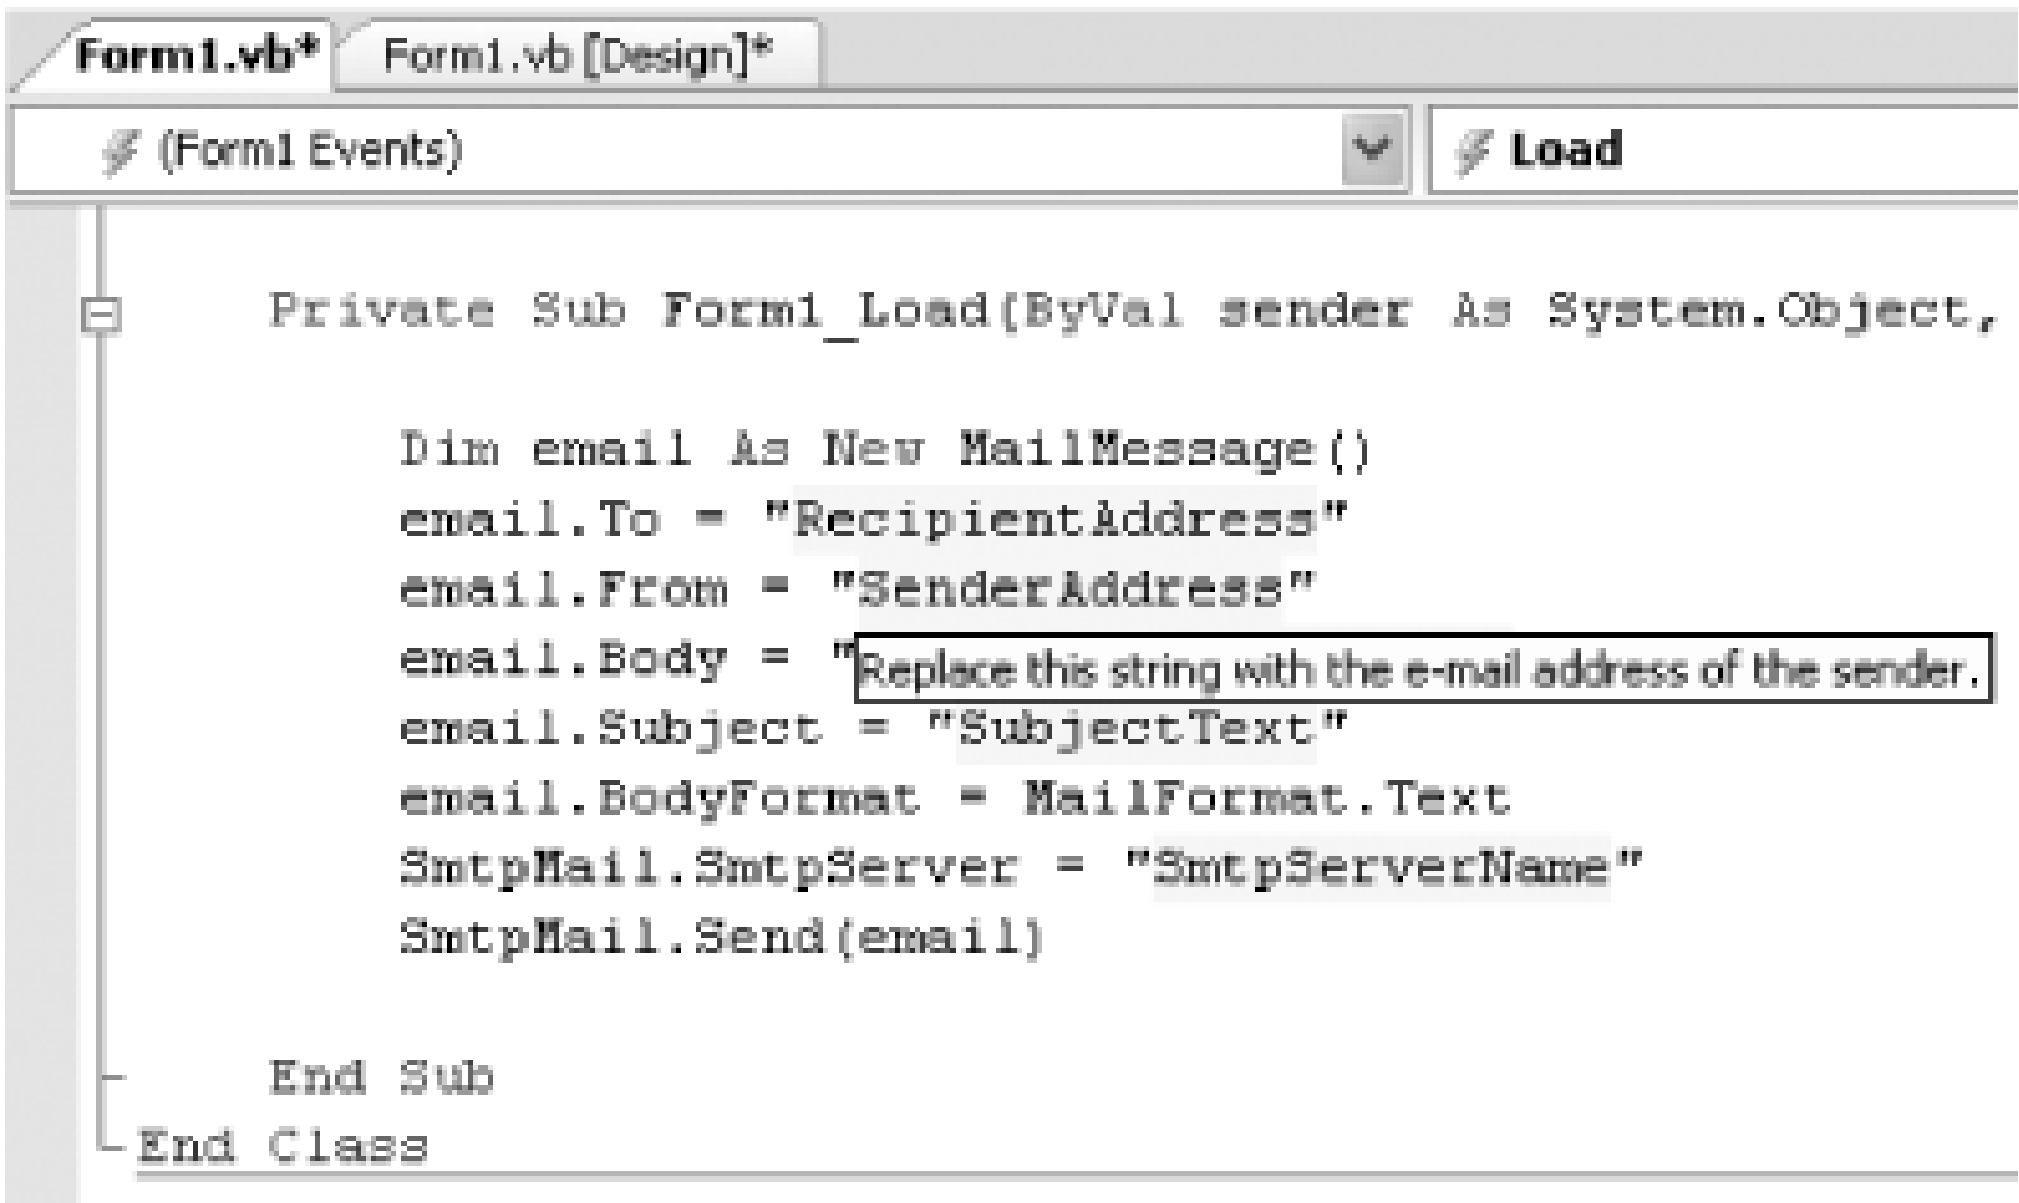 Form1.vb* Form1.vb [Design]*
(Form1 Events) Load
Private Sub Form1_Load(ByVal sender As System.Object,
Dim email As New MailMessage()
email.To = "RecipientAddress"
email.From = "SenderAddress"
email.Body = "
Replace this string with the e-mail address of the sender.
email.Subject = "SubjectText"
email.BodyFormat = MailFormat.Text
SmtpMail.SmtpServer = "SmtpServerName"
SmtpMail.Send(email)
End Sub
End Class